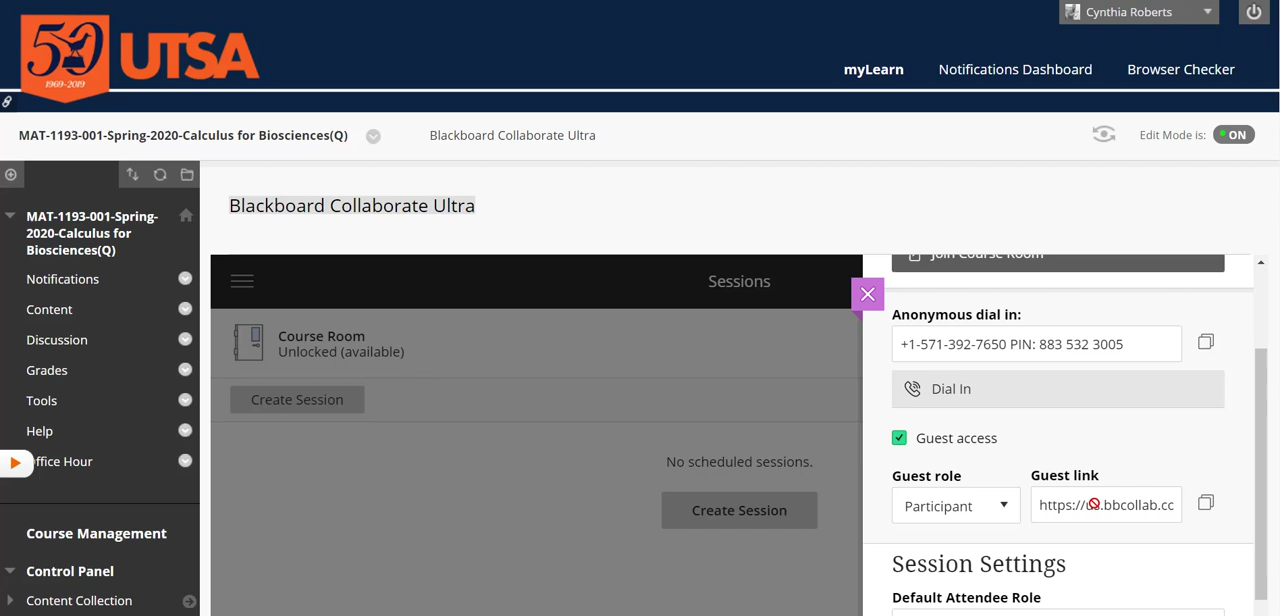 Cynthia Roberts
50
1969-2019
UTSA
myLearn
Notifications Dashboard
Browser Checker
MAT-1193-001-Spring-2020-Calculus for Biosciences(Q)
Blackboard Collaborate Ultra
Edit Mode is:
ON
MAT-1193-001-Spring-
2020-Calculus for
Biosciences(Q)
Notifications
Content
Discussion
Grades
Tools
Help
ffice Hour
Course Management
Control Panel
Content Collection
Blackboard Collaborate Ultra
Sessions
Course Room
Unlocked (available)
Create Session
No scheduled sessions.
Create Session
Join Course Room
Anonymous dial in:
+1-571-392-7650 PIN: 883 532 3005
Dial In
Guest access
Guest role
Guest link
Participant
https://us.bbcollab.cc
Session Settings
Default Attendee Role